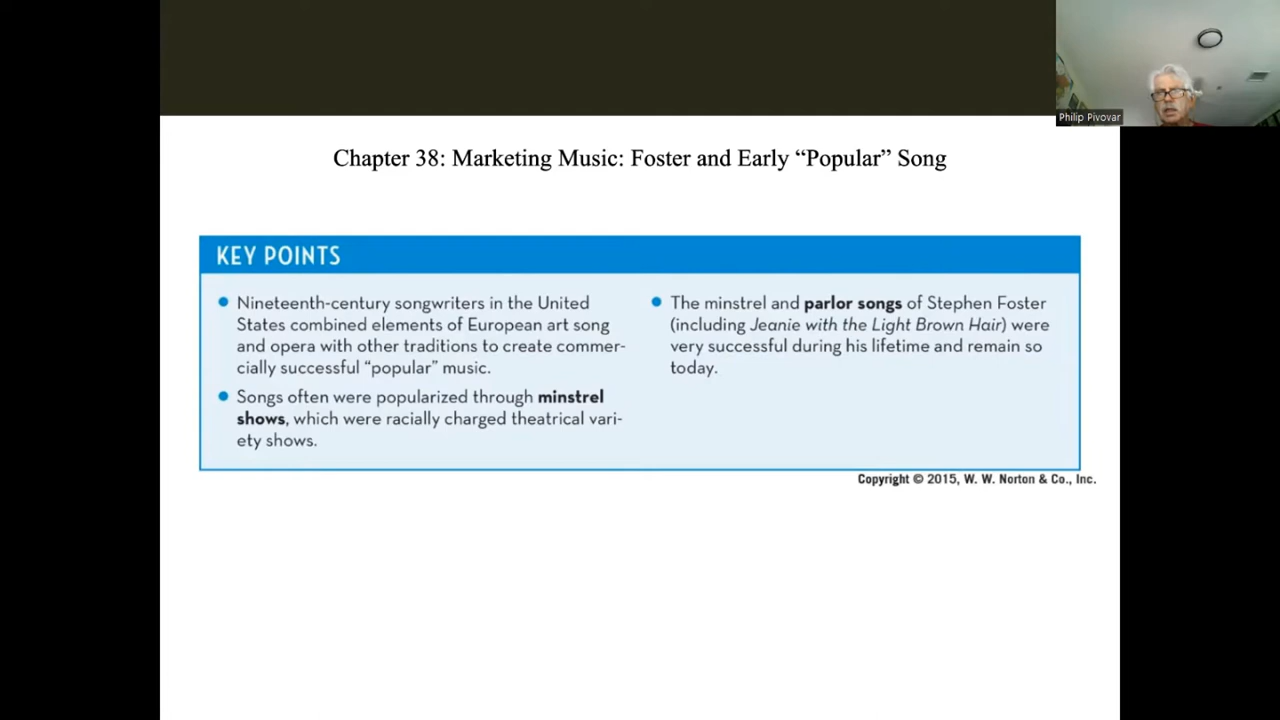 Philip Pivovar
Chapter 38: Marketing Music: Foster and Early “Popular” Song
KEY POINTS
● Nineteenth-century songwriters in the United
States combined elements of European art song
and opera with other traditions to create commer-
cially successful “popular” music.
● Songs often were popularized through minstrel
shows, which were racially charged theatrical vari-
ety shows.
● The minstrel and parlor songs of Stephen Foster
(including Jeanie with the Light Brown Hair) were
very successful during his lifetime and remain so
today.
Copyright © 2015, W. W. Norton & Co., Inc.